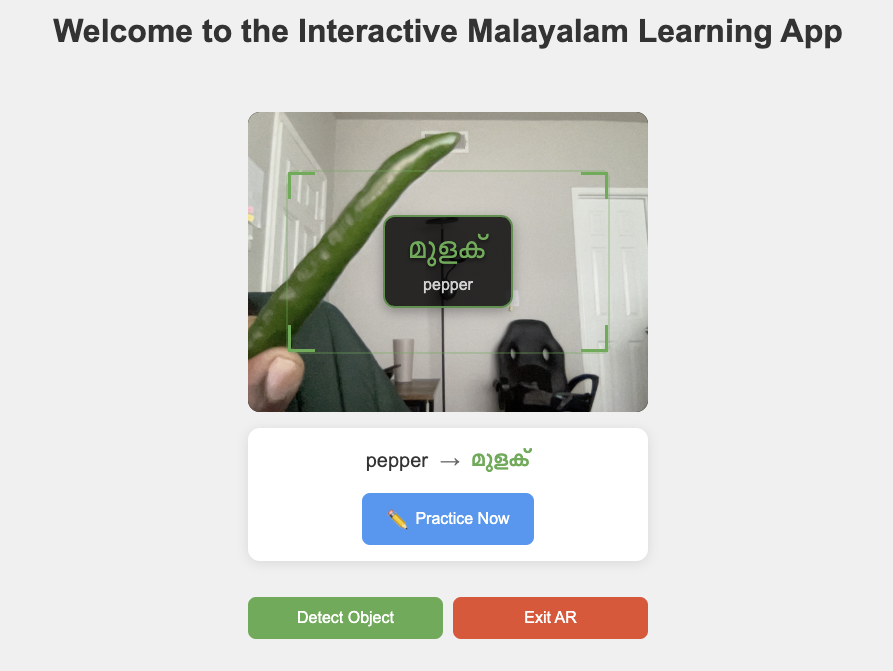 Welcome to the Interactive Malayalam Learning App
മുളക്
pepper
pepper → മുളക്
✏️ Practice Now
Detect Object
Exit AR